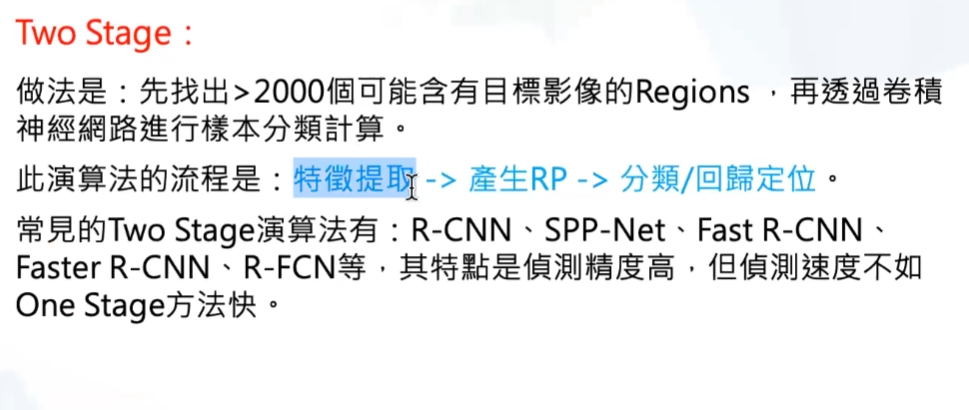 Two Stage：
做法是：先找出>2000個可能含有目標影像的Regions ，再透過卷積
神經網路進行樣本分類計算。
此演算法的流程是：特徵提取 -> 產生RP -> 分類/回歸定位。
常見的Two Stage演算法有：R-CNN、SPP-Net、Fast R-CNN、
Faster R-CNN、R-FCN等，其特點是偵測精度高，但偵測速度不如
One Stage方法快。